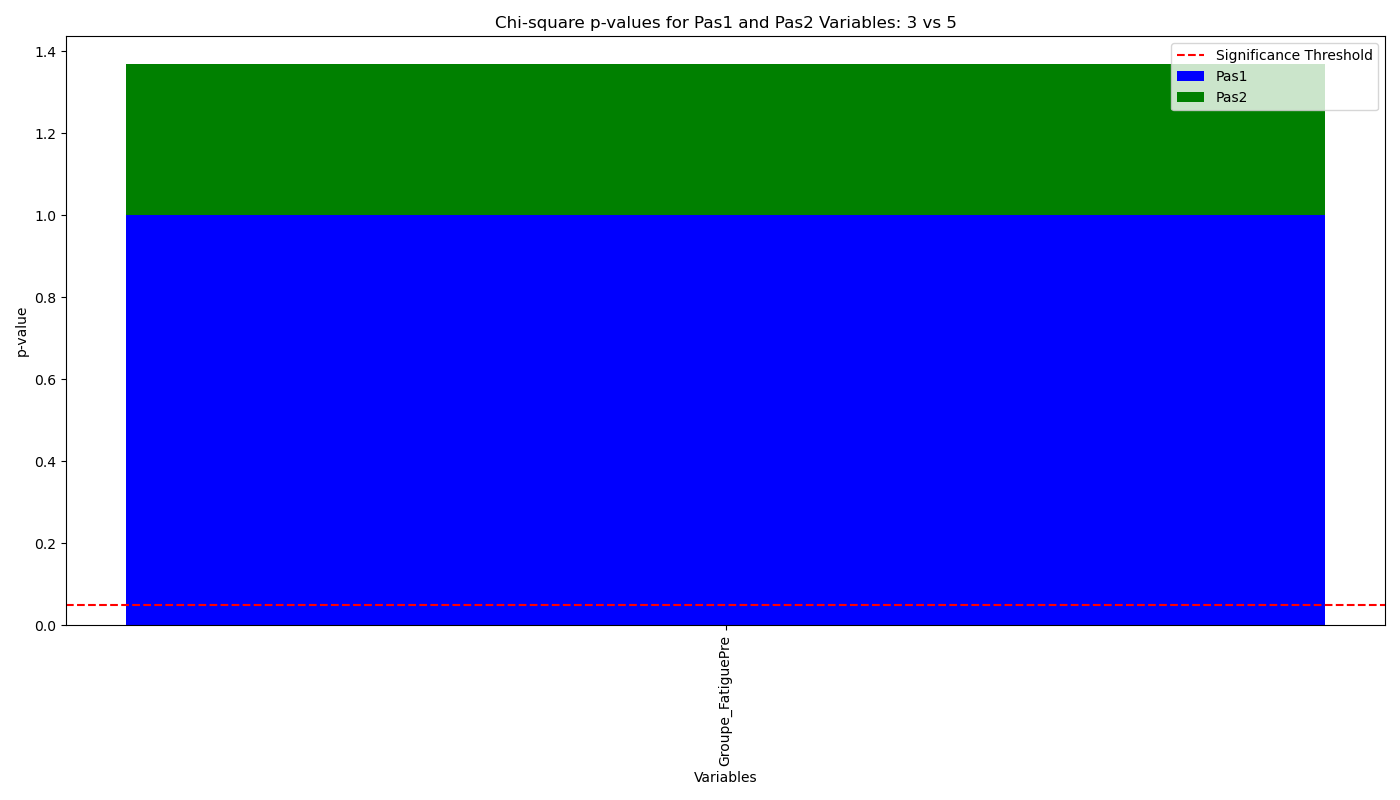 Chi-square p-values for Pas1 and Pas2 Variables: 3 vs 5
1.4
1.2
1.0
0.8
0.6
0.4
0.2
0.0
p-value
Significance Threshold
Pas1
Pas2
Groupe_FatiguePre
Variables